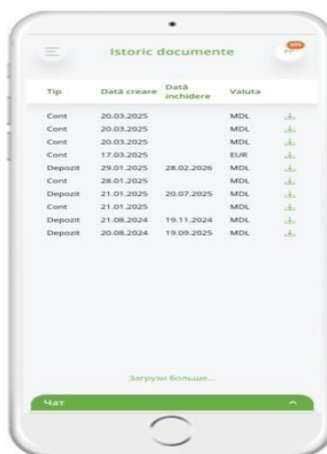 Istoric documente
Tip Dată creare Dată inchidere Valuta
Cont 20.03.2025 MDL
Cont 20.03.2025 MDL
Cont 20.03.2025 MDL
Cont 17.03.2025 EUR
Depozit 29.01.2025 28.02.2026 MDL
Cont 28.01.2025 MDL
Depozit 21.01.2025 20.07.2025 MDL
Cont 21.01.2025 MDL
Depozit 21.08.2024 19.11.2024 MDL
Depozit 20.08.2024 19.09.2025 MDL
Загрузи больше...
Чат